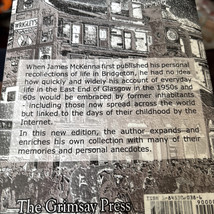 WRIGLEY'S
When James McKenna first published his personal
recollections of life in Bridgeton, he had no idea
how quickly and widely his account of everyday
life in the East End of Glasgow in the 1950s and
60s would be embraced by former inhabitants
- including those now spread across the world
but linked to the days of their childhood by the
Internet.
In this new edition, the author expands and
enriches his own collection with many of their
memories and personal anecdotes.
The Grimsay Press
ISBN
90000